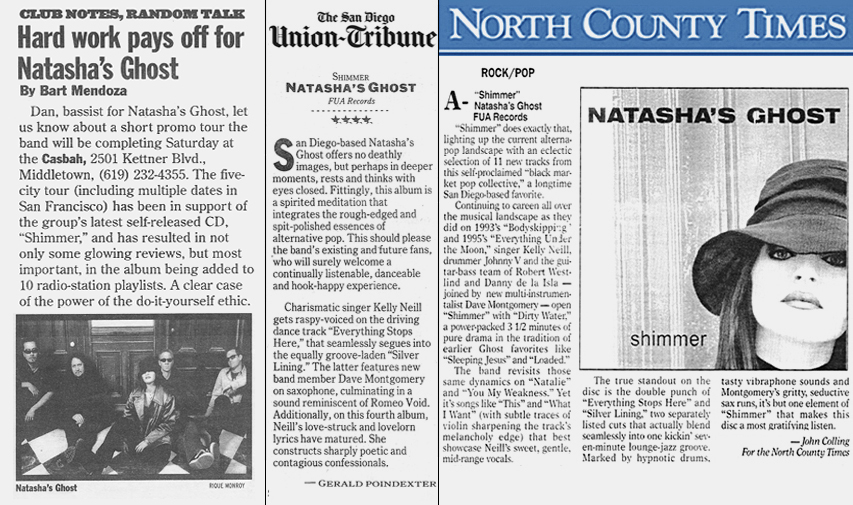 CLUB NOTES, RANDOM TALK
Hard work pays off for
Natasha's Ghost
By Bart Mendoza
Dan, bassist for Natasha's Ghost, let
us know about a short promo tour the
band will be completing Saturday at
the Casbah, 2501 Kettner Blvd.,
Middletown, (619) 232-4355. The five-
city tour (including multiple dates in
San Francisco) has been in support of
the group's latest self-released CD,
"Shimmer," and has resulted in not
only some glowing reviews, but most
important, in the album being added to
10 radio-station playlists. A clear case
of the power of the do-it-yourself ethic.
Natasha's Ghost
RIQUE MONROY
The San Diego
Union-Tribune
SHIMMER
NATASHA'S GHOST
FUA Records
San Diego-based Natasha's
Ghost offers no deathly
images, but perhaps in deeper
moments, rests and thinks with
eyes closed. Fittingly, this album is
a spirited meditation that
integrates the rough-edged and
spit-polished essences of
alternative pop. This should please
the band's existing and future fans,
who will surely welcome a
continually listenable, danceable
and hook-happy experience.
Charismatic singer Kelly Neill
gets raspy-voiced on the driving
dance track "Everything Stops
Here," that seamlessly segues into
the equally groove-laden "Silver
Lining." The latter features new
band member Dave Montgomery
on saxophone, culminating in a
sound reminiscent of Romeo Void.
Additionally, on this fourth album,
Neill's love-struck and lovelorn
lyrics have matured. She
constructs sharply poetic and
contagious confessionals.
— GERALD POINDEXTER
NORTH COUNTY TIMES
ROCK/POP
A- "Shimmer"
Natasha's Ghost
FUA Records
"Shimmer" does exactly that,
lighting up the current alterna-
pop landscape with an eclectic
selection of 11 new tracks from
this self-proclaimed "black mar-
ket pop collective," a longtime
San Diego-based favorite.
Continuing to careen all over
the musical landscape as they
did on 1993's "Bodyskipping"
and 1995's "Everything Under
the Moon," singer Kelly Neill,
drummer Johnny V and the gui-
tar-bass team of Robert West-
lind and Danny de la Isla —
joined by new multi-instrumen-
talist Dave Montgomery — open
"Shimmer" with "Dirty Water,"
a power-packed 3 1/2 minutes of
pure drama in the tradition of
earlier Ghost favorites like
"Sleeping Jesus" and "Loaded."
The band revisits those
same dynamics on "Natalie"
and "You My Weakness." Yet
it's songs like "This" and "What
I Want" (with subtle traces of
violin sharpening the track's
melancholy edge) that best
showcase Neill's sweet, gentle,
mid-range vocals.
NATASHA'S GHOST
shimmer
The true standout on the
disc is the double punch of
"Everything Stops Here" and
"Silver Lining," two separately
listed cuts that actually blend
seamlessly into one kickin' sev-
en-minute lounge-jazz groove.
Marked by hypnotic drums,
tasty vibraphone sounds and
Montgomery's gritty, seductive
sax runs, it's but one element of
"Shimmer" that makes this
disc a most gratifying listen.
— John Colling
For the North County Times